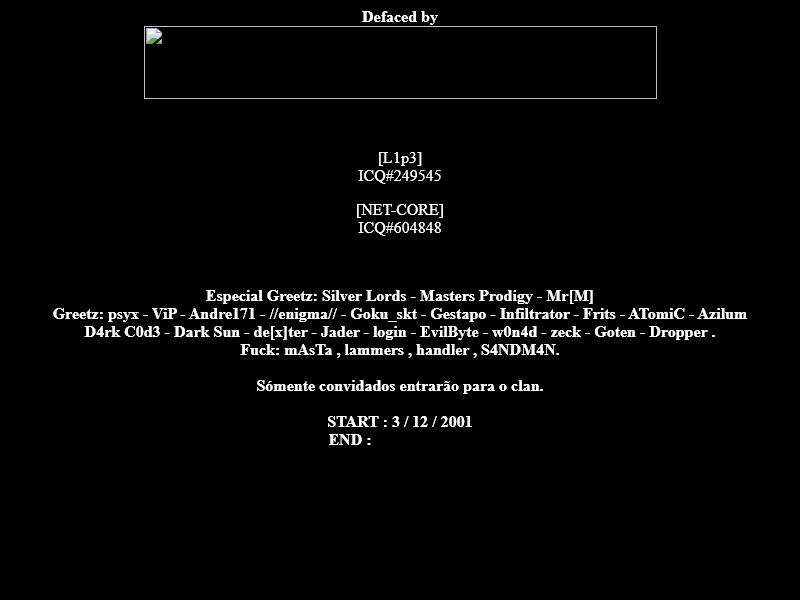 Defaced by
[L1p3]
ICQ#249545
[NET-CORE]
ICQ#604848
Especial Greetz: Silver Lords - Masters Prodigy - Mr[M]
Greetz: psyx - ViP - Andre171 - //enigma// - Goku_skt - Gestapo - Infiltrator - Frits - ATomiC - Azilum
D4rk C0d3 - Dark Sun - de[x]ter - Jader - login - EvilByte - w0n4d - zeck - Goten - Dropper .
Fuck: mAsTa , lammers , handler , S4NDM4N.
Sómente convidados entrarão para o clan.
START : 3 / 12 / 2001
END :